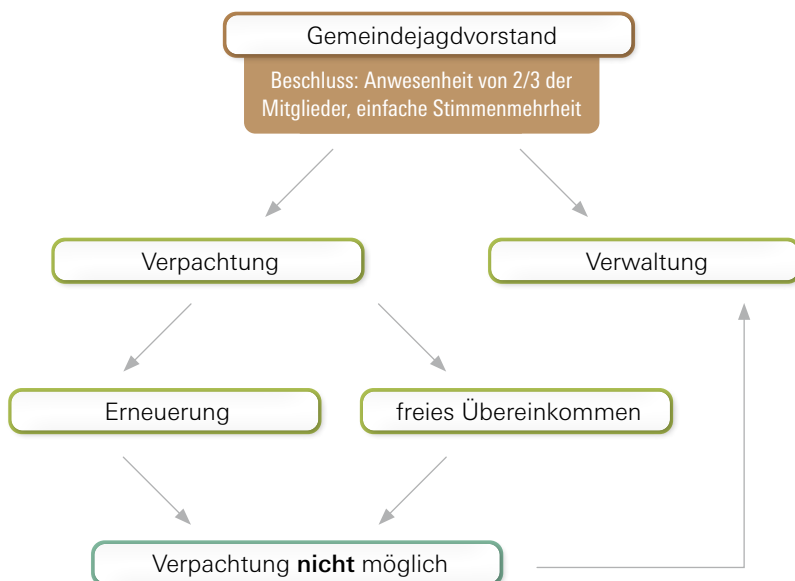 Gemeindejagdvorstand
Beschluss: Anwesenheit von 2/3 der
Mitglieder, einfache Stimmenmehrheit
Verpachtung
Verwaltung
Erneuerung
freies Übereinkommen
Verpachtung nicht möglich